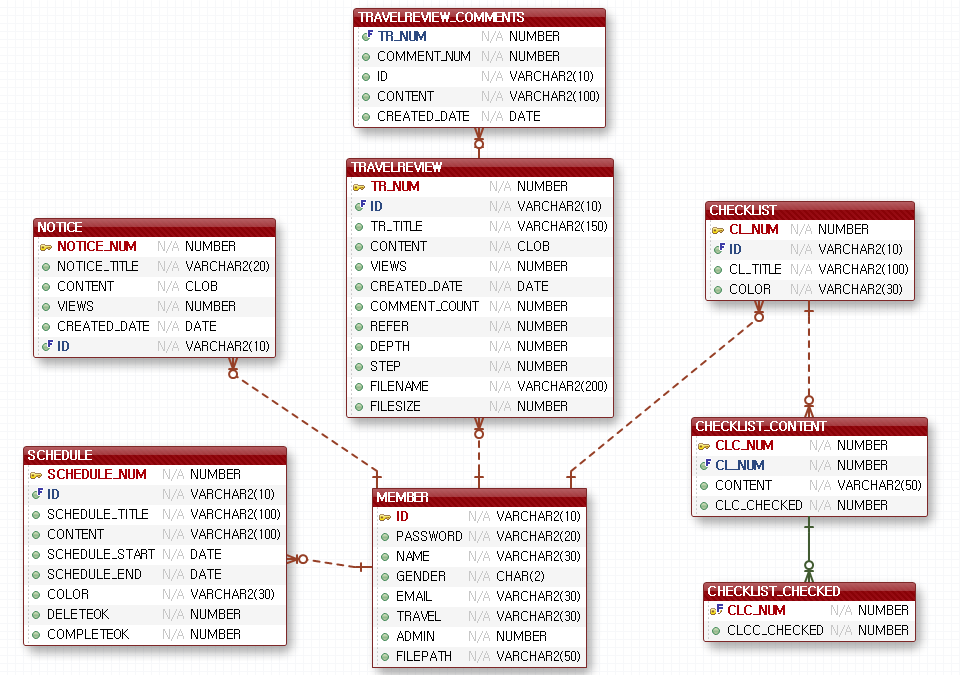 TRAVELREVIEW_COMMENTS
TR_NUM N/A NUMBER
COMMENT_NUM N/A NUMBER
ID N/A VARCHAR2(10)
CONTENT N/A VARCHAR2(100)
CREATED_DATE N/A DATE
TRAVELREVIEW
TR_NUM N/A NUMBER
ID N/A VARCHAR2(10)
TR_TITLE N/A VARCHAR2(150)
CONTENT N/A CLOB
VIEWS N/A NUMBER
CREATED_DATE N/A DATE
COMMENT_COUNT N/A NUMBER
REFER N/A NUMBER
DEPTH N/A NUMBER
STEP N/A NUMBER
FILENAME N/A VARCHAR2(200)
FILESIZE N/A NUMBER
NOTICE
NOTICE_NUM N/A NUMBER
NOTICE_TITLE N/A VARCHAR2(20)
CONTENT N/A CLOB
VIEWS N/A NUMBER
CREATED_DATE N/A DATE
ID N/A VARCHAR2(10)
CHECKLIST
CL_NUM N/A NUMBER
ID N/A VARCHAR2(10)
CL_TITLE N/A VARCHAR2(100)
COLOR N/A VARCHAR2(30)
SCHEDULE
SCHEDULE_NUM N/A NUMBER
ID N/A VARCHAR2(10)
SCHEDULE_TITLE N/A VARCHAR2(100)
CONTENT N/A VARCHAR2(100)
SCHEDULE_START N/A DATE
SCHEDULE_END N/A DATE
COLOR N/A VARCHAR2(30)
DELETEOK N/A NUMBER
COMPLETEOK N/A NUMBER
MEMBER
ID N/A VARCHAR2(10)
PASSWORD N/A VARCHAR2(20)
NAME N/A VARCHAR2(30)
GENDER N/A CHAR(2)
EMAIL N/A VARCHAR2(30)
TRAVEL N/A VARCHAR2(30)
ADMIN N/A NUMBER
FILEPATH N/A VARCHAR2(50)
CHECKLIST_CONTENT
CLC_NUM N/A NUMBER
CL_NUM N/A NUMBER
CONTENT N/A VARCHAR2(50)
CLC_CHECKED N/A NUMBER
CHECKLIST_CHECKED
CLC_NUM N/A NUMBER
CLCC_CHECKED N/A NUMBER